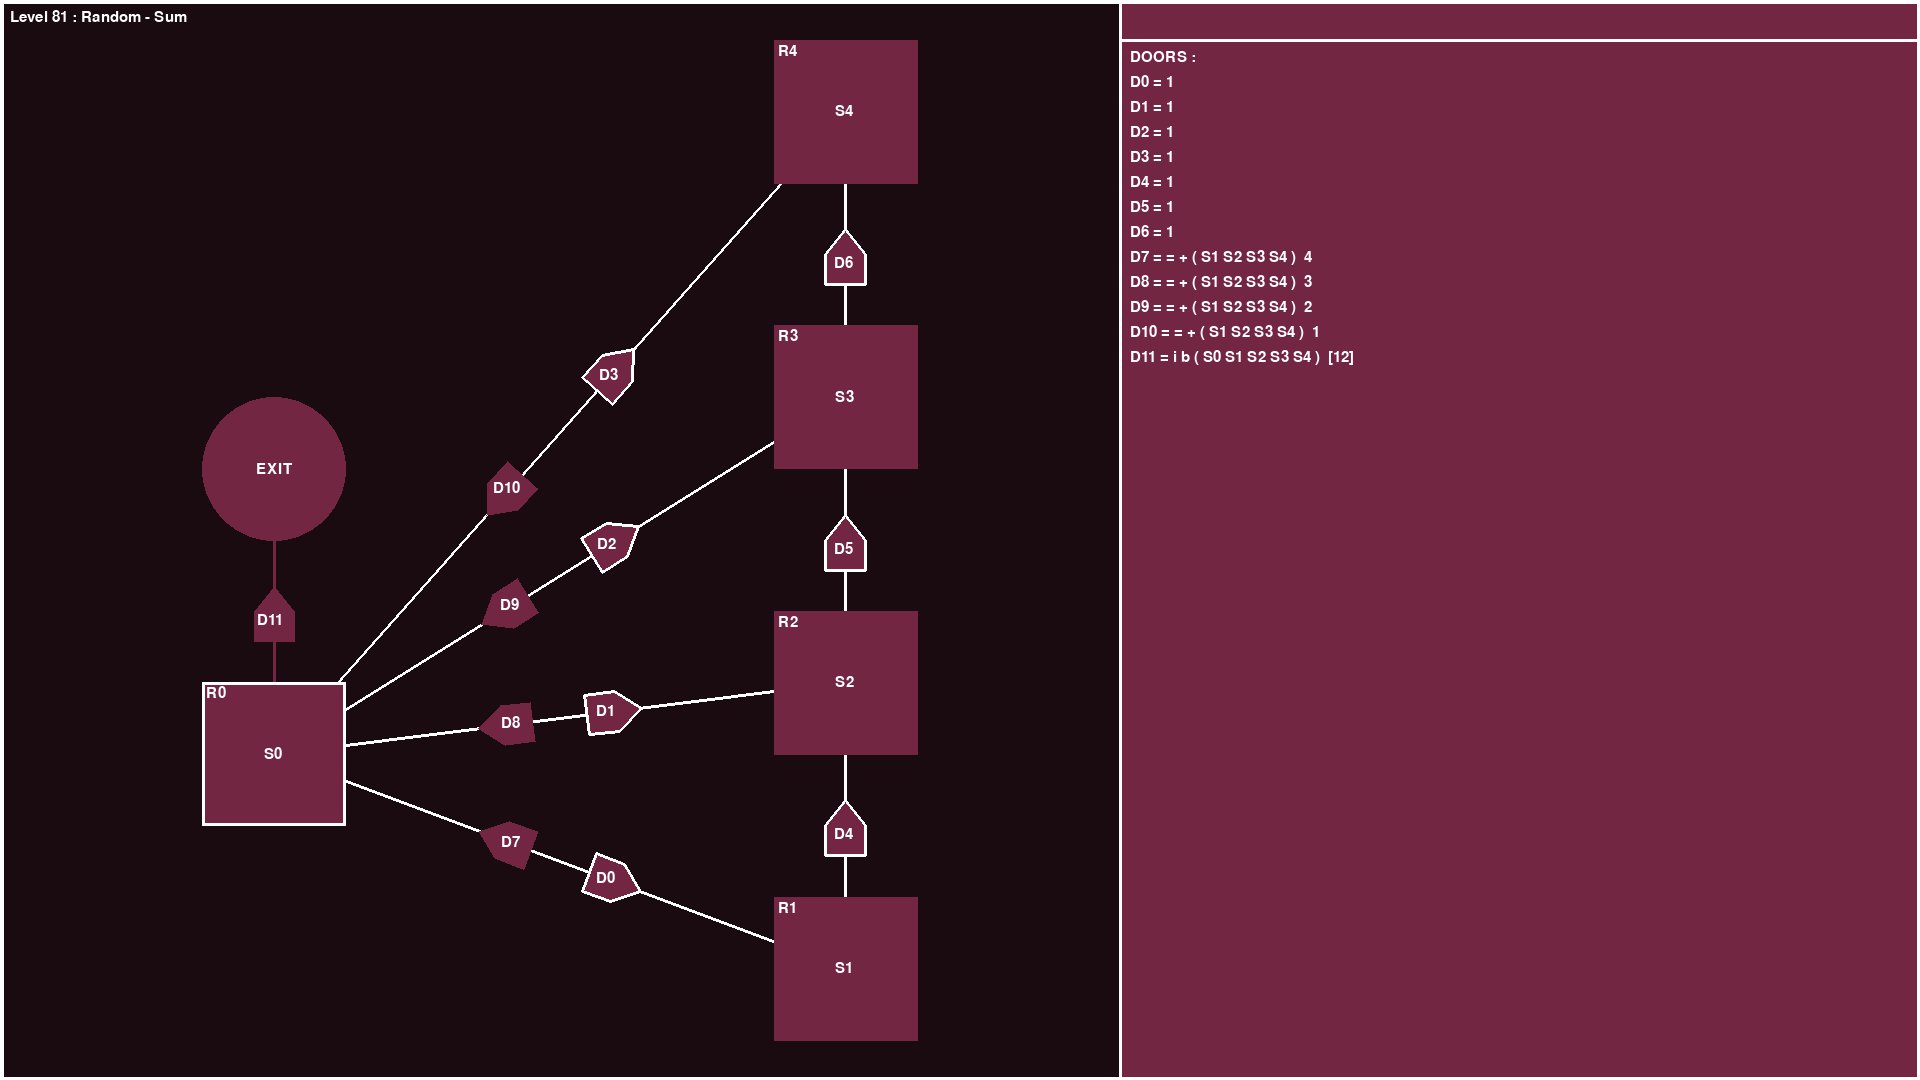 Level 81 : Random - Sum
R4
S4
D6
R3
S3
D3
D10
D2
D9
D5
EXIT
D11
R2
S2
R0
S0
D8
D1
D7
D0
D4
R1
S1
DOORS :
D0 = 1
D1 = 1
D2 = 1
D3 = 1
D4 = 1
D5 = 1
D6 = 1
D7 = = + ( S1 S2 S3 S4 )  4
D8 = = + ( S1 S2 S3 S4 )  3
D9 = = + ( S1 S2 S3 S4 )  2
D10 = = + ( S1 S2 S3 S4 )  1
D11 = i b ( S0 S1 S2 S3 S4 )  [12]